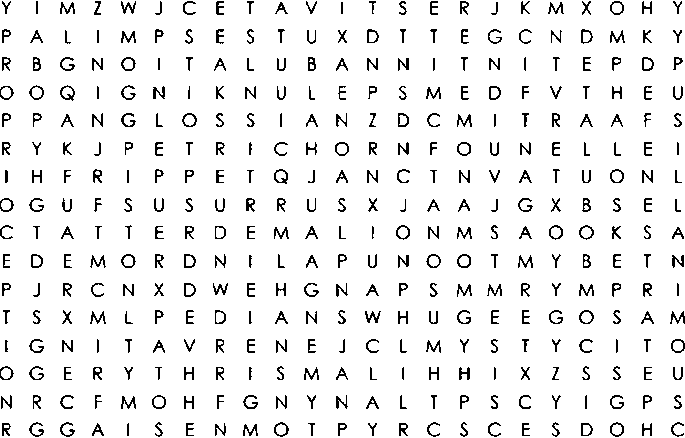 Y I M Z W J C E T A V I T S E R J K M X O H Y
P A L I M P S E S T U X D T T E G C N D M K Y
R B G N O I T A L U B A N N I T N I T E P D P
O O Q I G N I K N U L E P S M E D F V T H E U
P P A N G L O S S I A N Z D C M I T R A A F S
R Y K J P E T R I C H O R N F O U N E L L E I
I H F R I P P E T Q J A N C T N V A T U O N L
O G U F S U S U R R U S X J A A J G X B S E L
C T A T T E R D E M A L I O N M S A O O K S A
E D E M O R D N I L A P U N O O T M Y B E T N
P J R C N X D W E H G N A P S M M R Y M P R I
T S X M L P E D I A N S W H U G E E G O S A M
I G N I T A V R E N E J C L M Y S T Y C I T O
O G E R Y T H R I S M A L I H H I X Z S S E U
N R C F M O H F G N Y N A L T P S C Y I G P S
R G G A I S E N M O T P Y R C S C E S D O H C